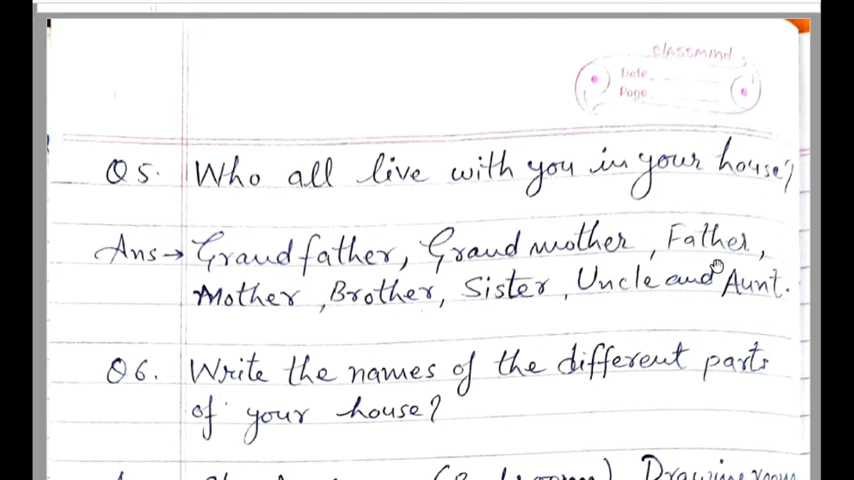 classmind
Date
Page
Q5. Who all live with you in your house?
Ans → Grandfather, Grandmother, Father,
Mother, Brother, Sister, Uncle and Aunt.
Q6. Write the names of the different parts
of your house?
Drawing room